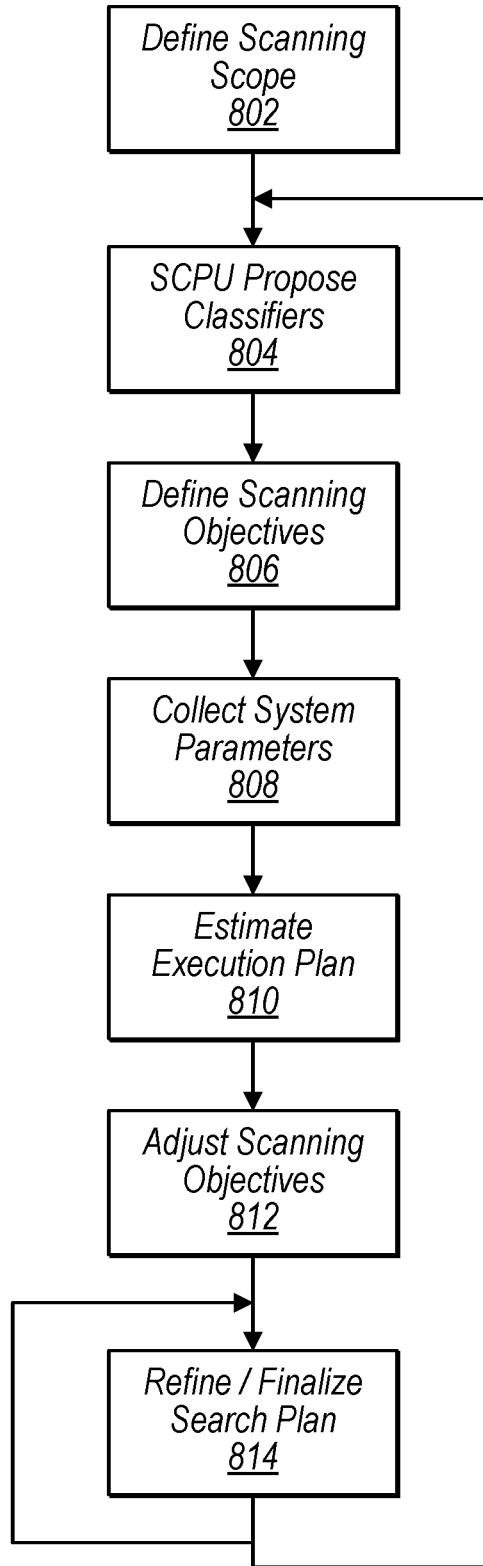 Define Scanning
Scope
802
SCPU Propose
Classifiers
804
Define Scanning
Objectives
806
Collect System
Parameters
808
Estimate
Execution Plan
810
Adjust Scanning
Objectives
812
Refine / Finalize
Search Plan
814